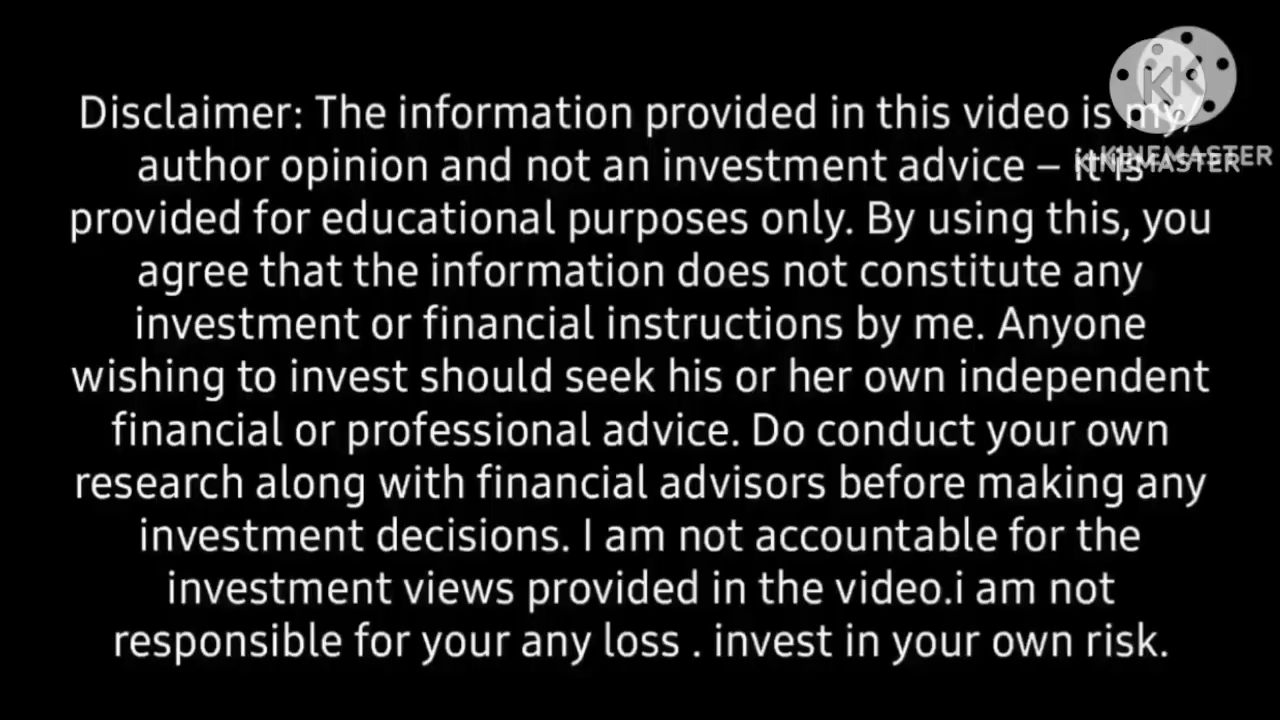 Disclaimer: The information provided in this video is my/
author opinion and not an investment advice – it is
provided for educational purposes only. By using this, you
agree that the information does not constitute any
investment or financial instructions by me. Anyone
wishing to invest should seek his or her own independent
financial or professional advice. Do conduct your own
research along with financial advisors before making any
investment decisions. I am not accountable for the
investment views provided in the video.i am not
responsible for your any loss . invest in your own risk.
KK
KINEMASTER
KINEMASTER